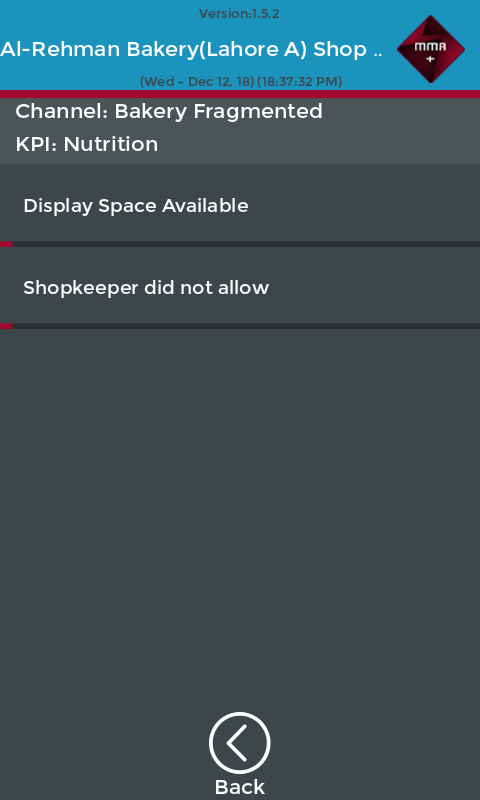 Version:1.5.2
Al-Rehman Bakery(Lahore A) Shop ..
MMA
+
(Wed - Dec 12, 18) (18:37:32 PM)
Channel: Bakery Fragmented
KPI: Nutrition
Display Space Available
Shopkeeper did not allow
Back